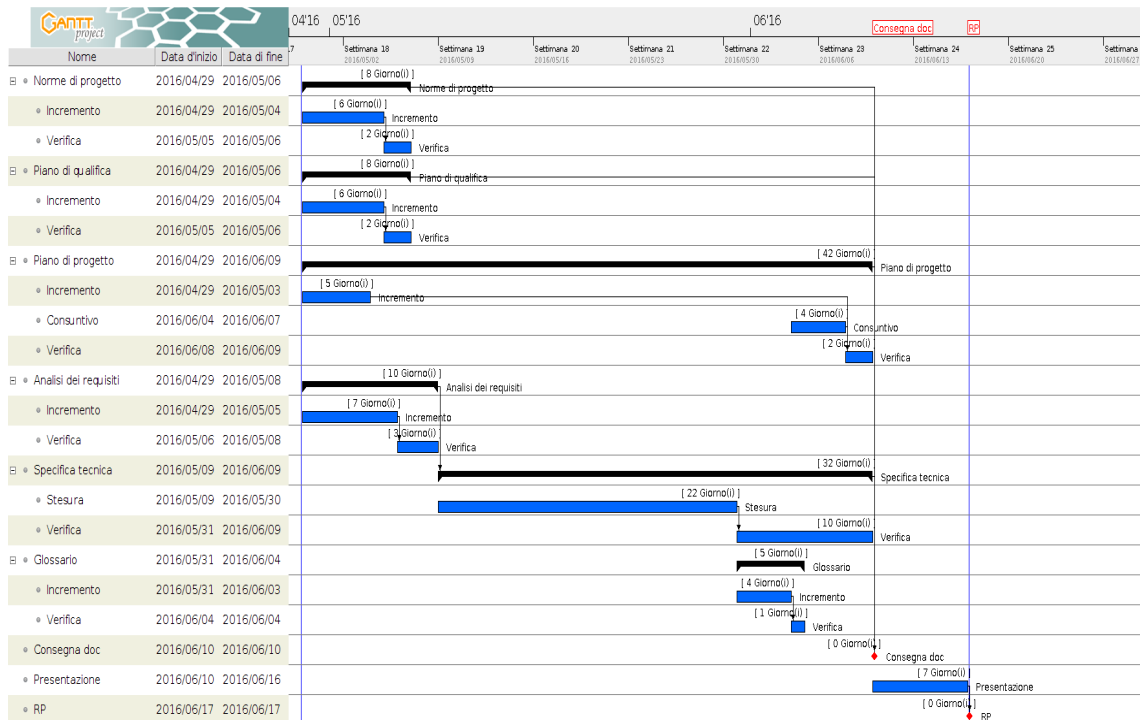 GANTT project
04'16 05'16 06'16
Consegna doc RP
7 Settimana 18 Settimana 19 Settimana 20 Settimana 21 Settimana 22 Settimana 23 Settimana 24 Settimana 25 Settimana
2016/05/02 2016/05/09 2016/05/16 2016/05/23 2016/05/30 2016/06/06 2016/06/13 2016/06/20 2016/06/27
Nome Data d'inizio Data di fine
Norme di progetto 2016/04/29 2016/05/06 [ 8 Giorno(i) ] Norme di progetto
Incremento 2016/04/29 2016/05/04 [ 6 Giorno(i) ] Incremento
Verifica 2016/05/05 2016/05/06 [ 2 Giorno(i) ] Verifica
Piano di qualifica 2016/04/29 2016/05/06 [ 8 Giorno(i) ] Piano di qualifica
Incremento 2016/04/29 2016/05/04 [ 6 Giorno(i) ] Incremento
Verifica 2016/05/05 2016/05/06 [ 2 Giorno(i) ] Verifica
Piano di progetto 2016/04/29 2016/06/09 [ 42 Giorno(i) ] Piano di progetto
Incremento 2016/04/29 2016/05/03 [ 5 Giorno(i) ] Incremento
Consuntivo 2016/06/04 2016/06/07 [ 4 Giorno(i) ] Consuntivo
Verifica 2016/06/08 2016/06/09 [ 2 Giorno(i) ] Verifica
Analisi dei requisiti 2016/04/29 2016/05/08 [ 10 Giorno(i) ] Analisi dei requisiti
Incremento 2016/04/29 2016/05/05 [ 7 Giorno(i) ] Incremento
Verifica 2016/05/06 2016/05/08 [ 3 Giorno(i) ] Verifica
Specifica tecnica 2016/05/09 2016/06/09 [ 32 Giorno(i) ] Specifica tecnica
Stesura 2016/05/09 2016/05/30 [ 22 Giorno(i) ] Stesura
Verifica 2016/05/31 2016/06/09 [ 10 Giorno(i) ] Verifica
Glossario 2016/05/31 2016/06/04 [ 5 Giorno(i) ] Glossario
Incremento 2016/05/31 2016/06/03 [ 4 Giorno(i) ] Incremento
Verifica 2016/06/04 2016/06/04 [ 1 Giorno(i) ] Verifica
Consegna doc 2016/06/10 2016/06/10 [ 0 Giorno(i) ] Consegna doc
Presentazione 2016/06/10 2016/06/16 [ 7 Giorno(i) ] Presentazione
RP 2016/06/17 2016/06/17 [ 0 Giorno(i) ] RP